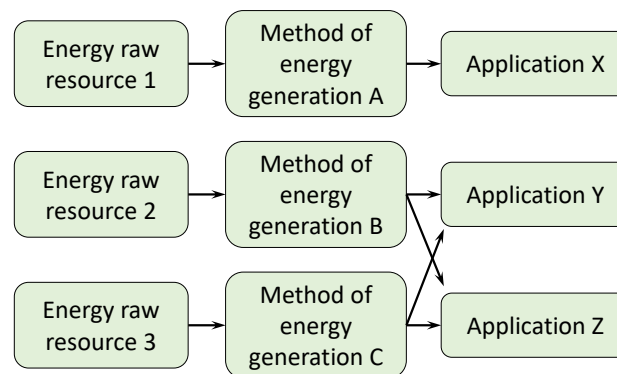 Energy raw
resource 1
Method of
energy
generation A
Application X
Energy raw
resource 2
Method of
energy
generation B
Application Y
Energy raw
resource 3
Method of
energy
generation C
Application Z